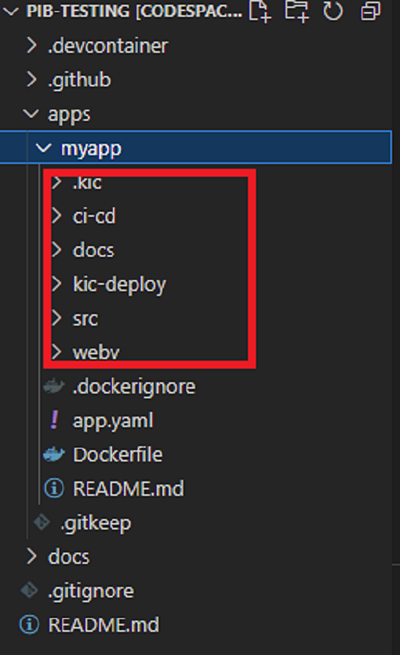 PIB-TESTING [CODESPAC...
.devcontainer
.github
apps
myapp
.kic
ci-cd
docs
kic-deploy
src
webv
.dockerignore
! app.yaml
Dockerfile
README.md
.gitkeep
docs
.gitignore
README.md